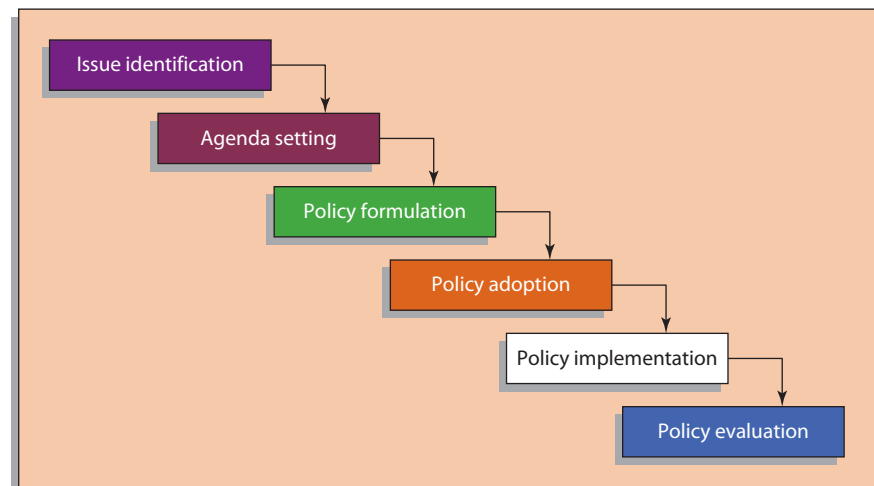 Issue identification
Agenda setting
Policy formulation
Policy adoption
Policy implementation
Policy evaluation